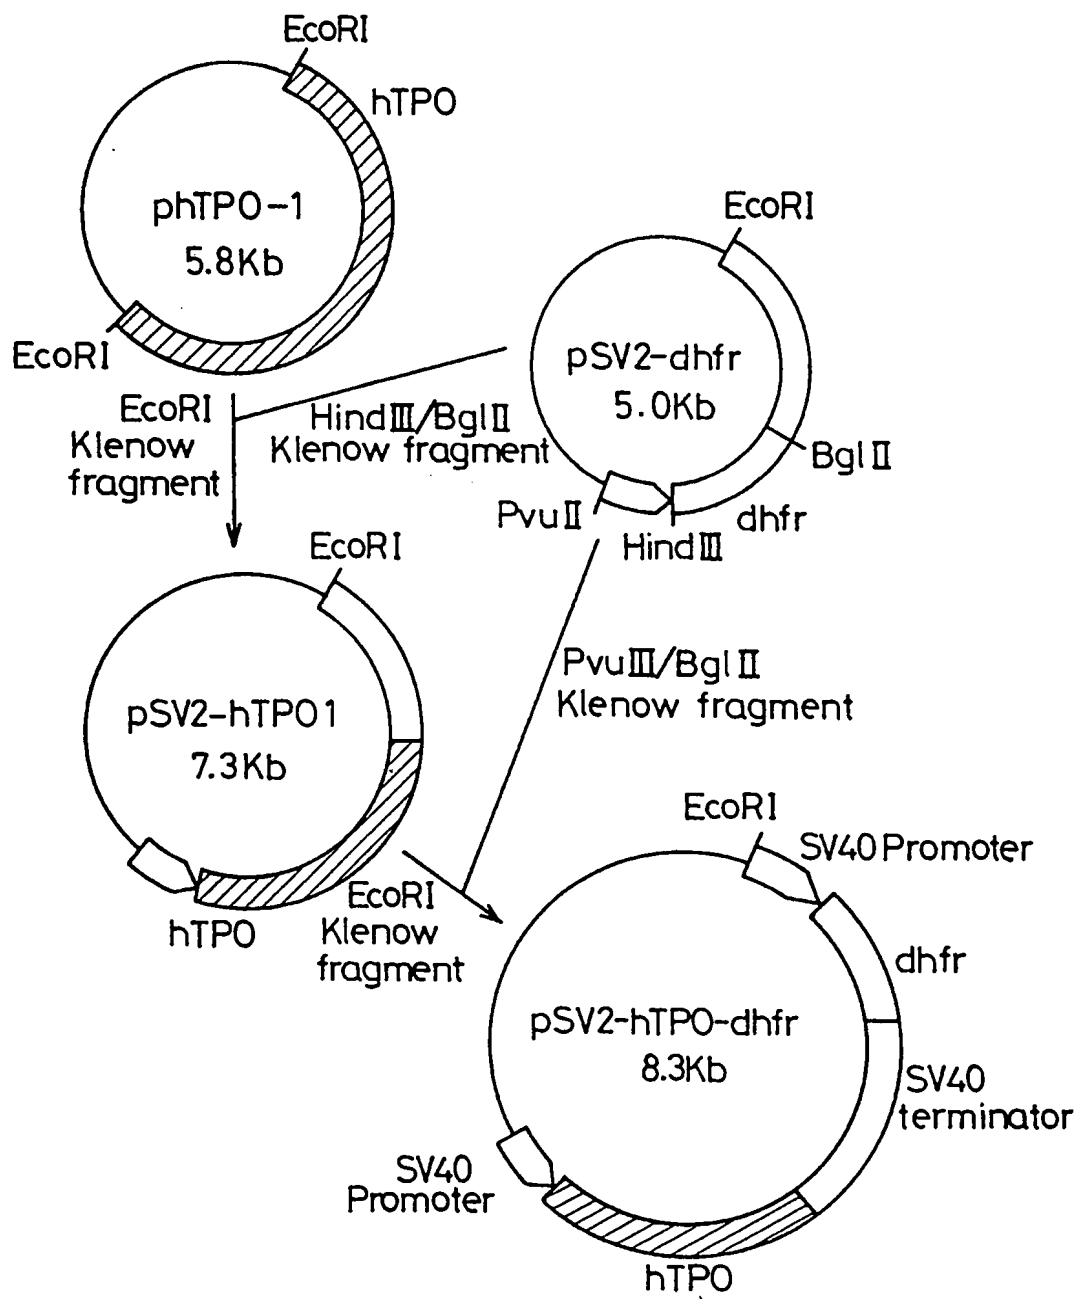 EcoRI
hTPO
phTPO-1
5.8Kb
EcoRI
EcoRI
pSV2-dhfr
5.0Kb
BglⅡ
dhfr
HindⅢ
PvuⅡ
EcoRI
Klenow
fragment
HindⅢ/BglⅡ
Klenow fragment
EcoRI
pSV2-hTPO1
7.3Kb
hTPO
PvuⅢ/BglⅡ
Klenow fragment
EcoRI
Klenow
fragment
EcoRI
SV40 Promoter
dhfr
pSV2-hTPO-dhfr
8.3Kb
SV40
terminator
SV40
Promoter
hTPO